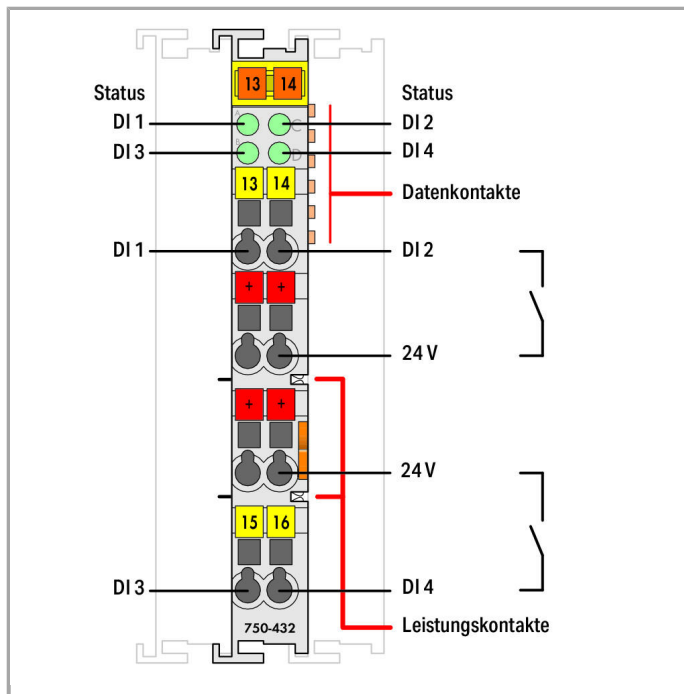 13 14
Status Status
A C
DI 1 DI 2
DI 3 DI 4
D
13 14
Datenkontakte
DI 1 DI 2
+ +
24 V
+ +
24 V
15 16
DI 3 DI 4
Leistungskontakte
750-432